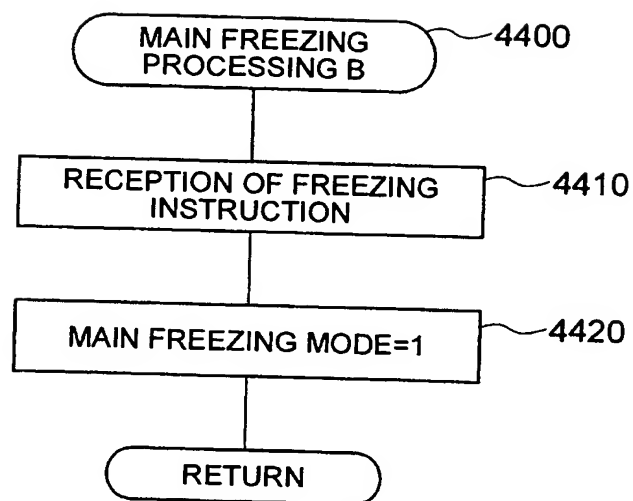 MAIN FREEZING
PROCESSING B
4400
RECEPTION OF FREEZING
INSTRUCTION
4410
MAIN FREEZING MODE=1
4420
RETURN